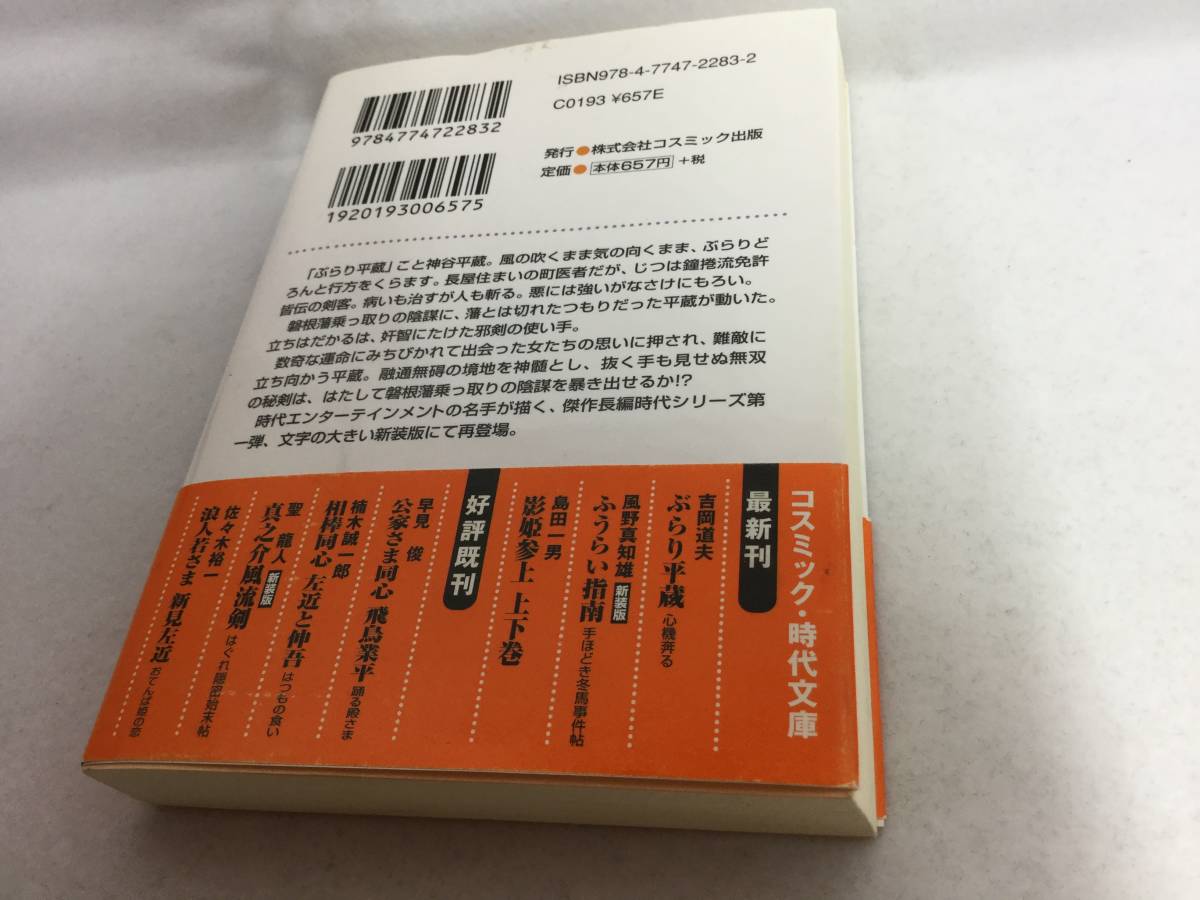 ISBN978-4-7747-2283-2
C0193 ¥657E
9784774722832
発行●株式会社コスミック出版
定価●本体657円+税
1920193006575
「ぶらり平蔵」こと神谷平蔵。風の吹くまま気の向くまま、ぶらりど
ろんと行方をくらます。長屋住まいの町医者だが、じつは鐘捲流免許
皆伝の剣客。病いも治すが人も斬る。悪には強いがなさけにもろい。
磐根藩乗っ取りの陰謀に、藩とは切れたつもりだった平蔵が動いた。
立ちはだかるは、奸智にたけた邪剣の使い手。
数奇な運命にみちびかれて出会った女たちの思いに押され、難敵に
立ち向かう平蔵。融通無碍の境地を神髄とし、抜く手も見せぬ無双
の秘剣は、はたして磐根藩乗っ取りの陰謀を暴き出せるか!?
時代エンターテインメントの名手が描く、傑作長編時代シリーズ第
一弾、文字の大きい新装版にて再登場。
コスミック・時代文庫
最新刊
吉岡道夫
ぶらり平蔵 心機奔る
風野真知雄
ふうらい指南 新装版 手ほどき冬馬事件帖
島田一男
影姫参上 上下巻
好評既刊
早見 俊
公家さま同心 飛鳥業平 踊る殿さま
楠木誠一郎
相棒同心 左近と伸吾 はつもの食い
聖 龍人
真之介風流剣 新装版 はぐれ隠密始末帖
佐々木裕一
浪人若さま 新見左近 おてんば姫の恋